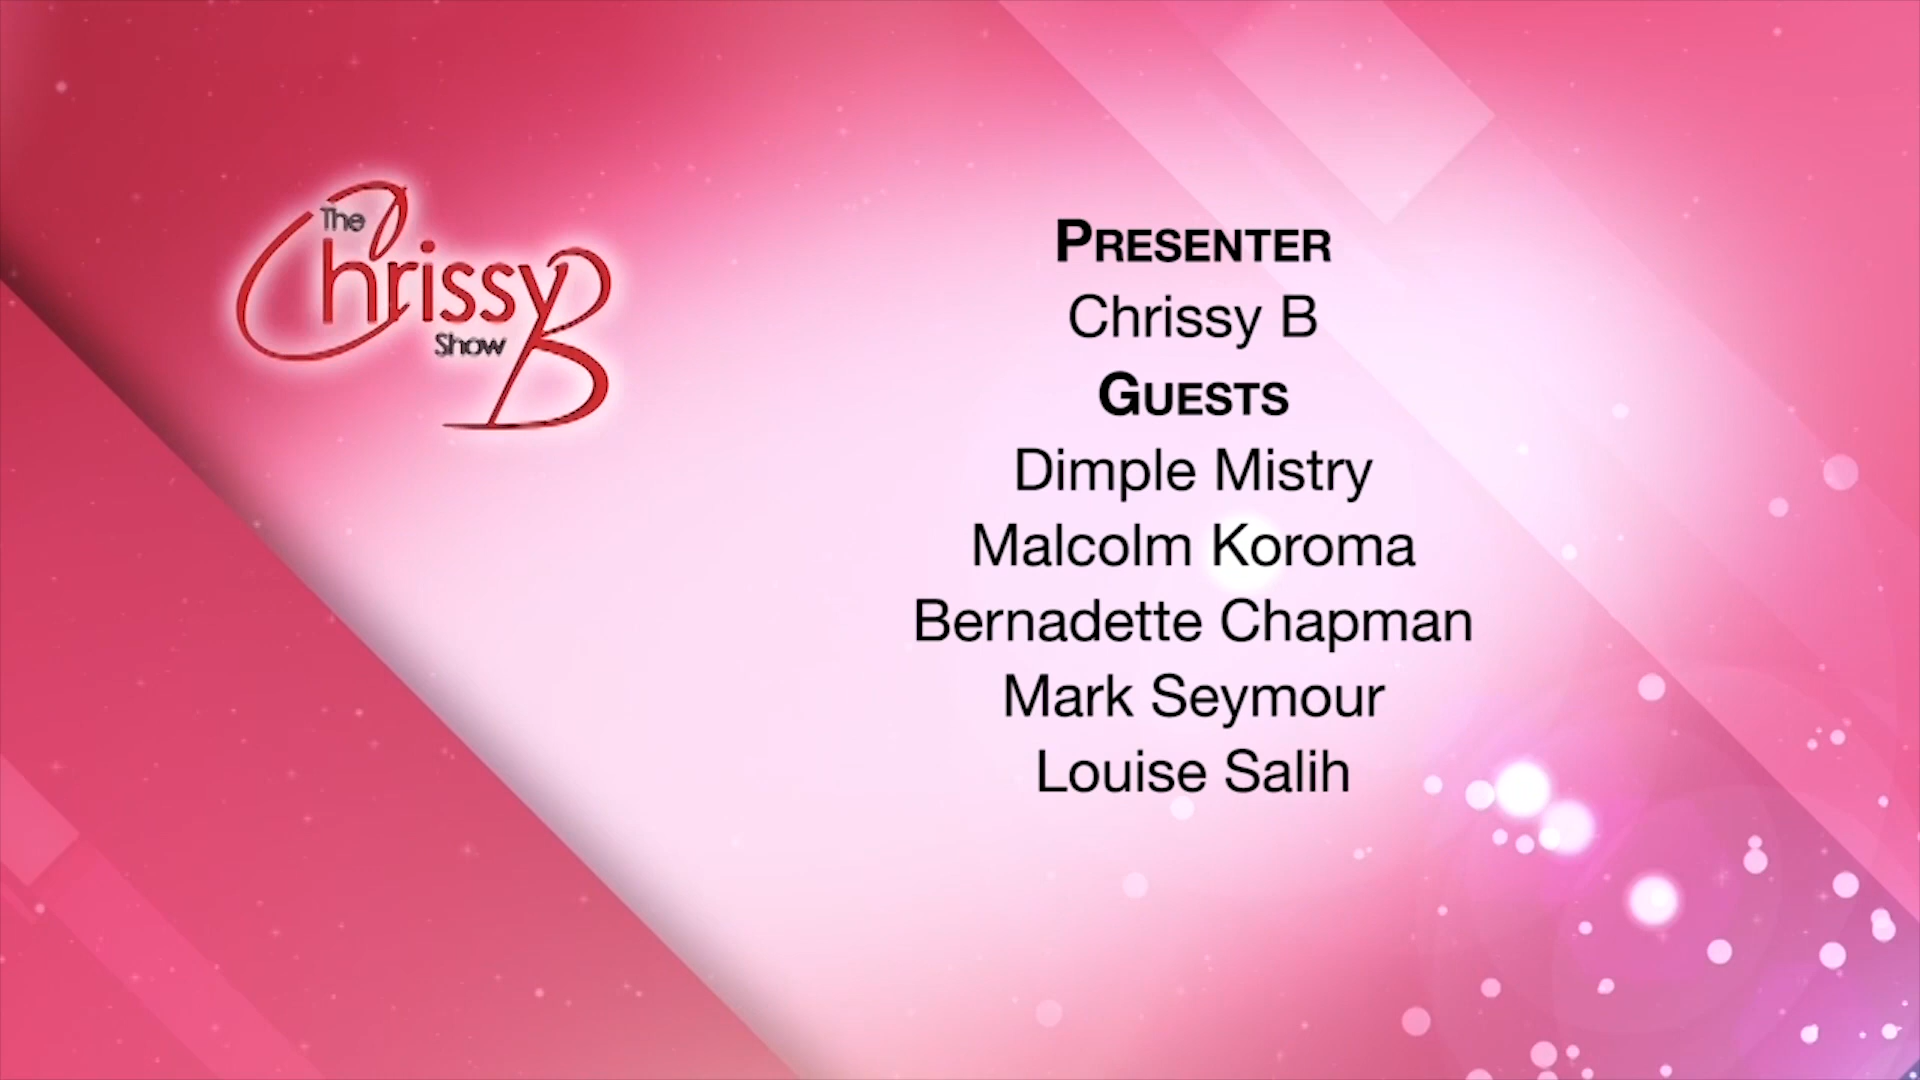 The
Chrissy B
Show
PRESENTER
Chrissy B
GUESTS
Dimple Mistry
Malcolm Koroma
Bernadette Chapman
Mark Seymour
Louise Salih